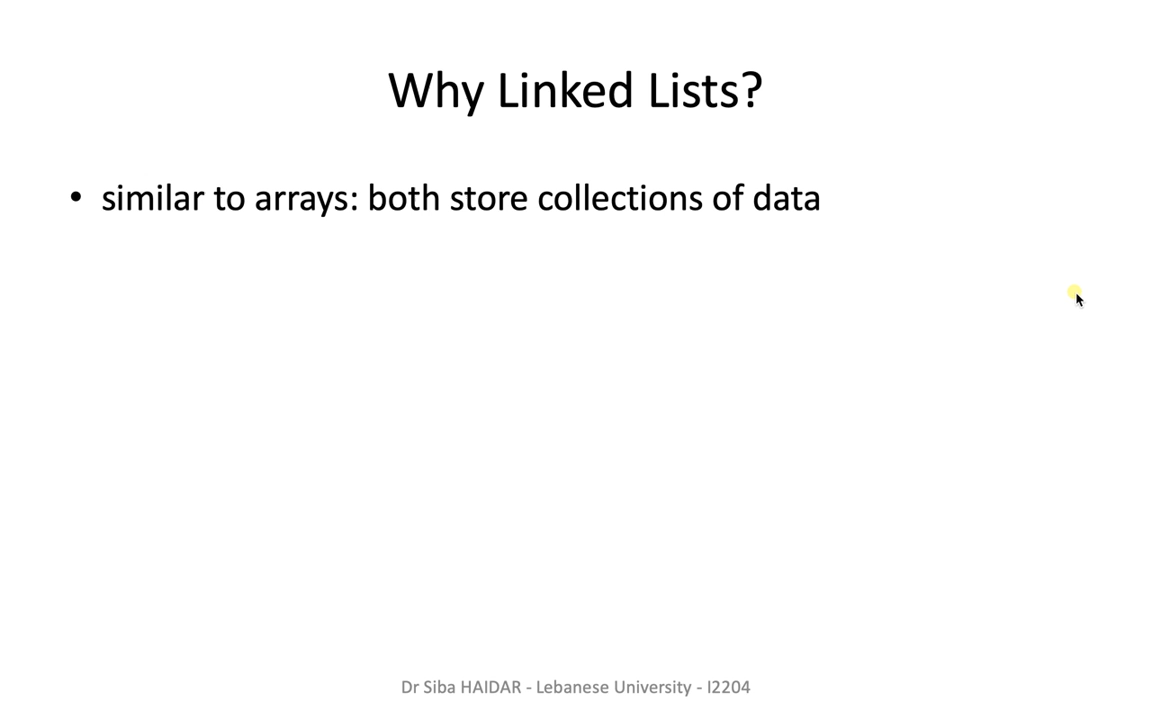 Why Linked Lists?
• similar to arrays: both store collections of data
Dr Siba HAIDAR - Lebanese University - I2204